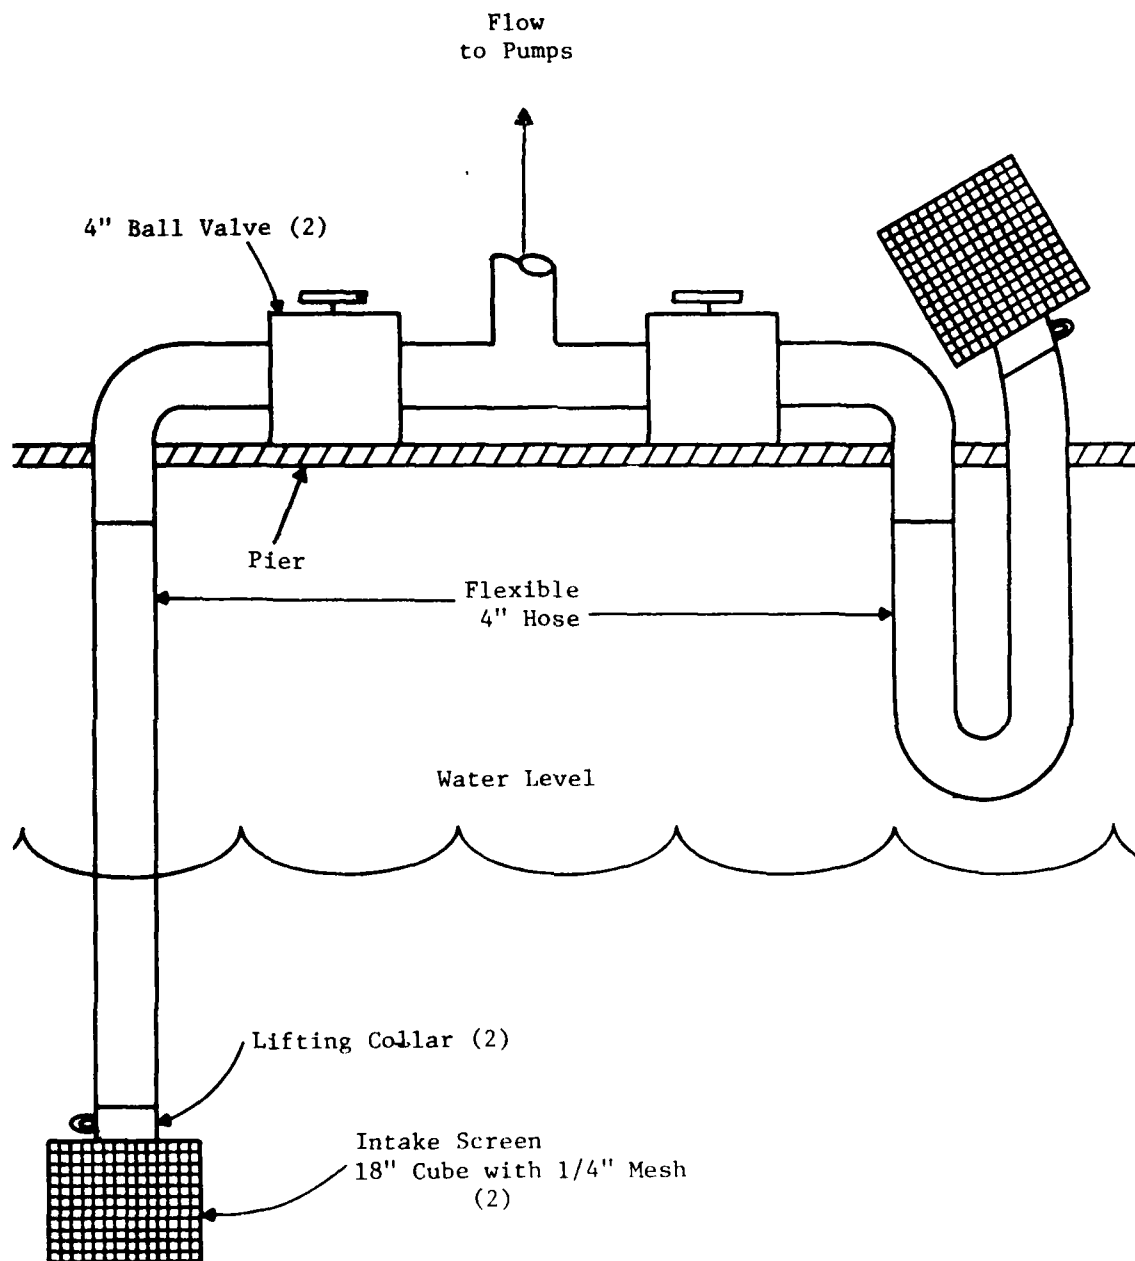 Flow
to Pumps
4" Ball Valve (2)
Pier
Flexible
4" Hose
Water Level
Lifting Collar (2)
Intake Screen
18" Cube with 1/4" Mesh
(2)